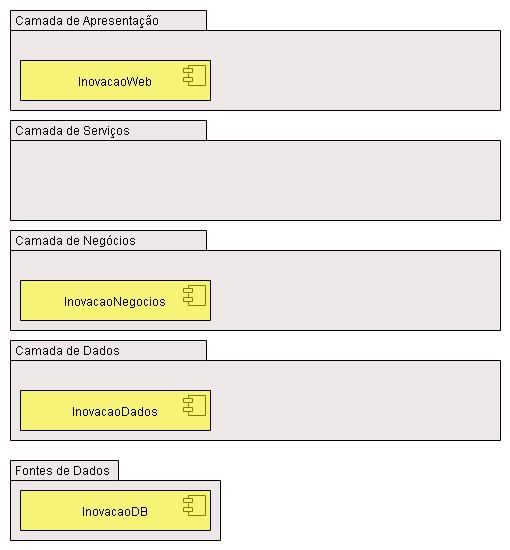 Camada de Apresentação
InovacaoWeb
Camada de Serviços
Camada de Negócios
InovacaoNegocios
Camada de Dados
InovacaoDados
Fontes de Dados
InovacaoDB